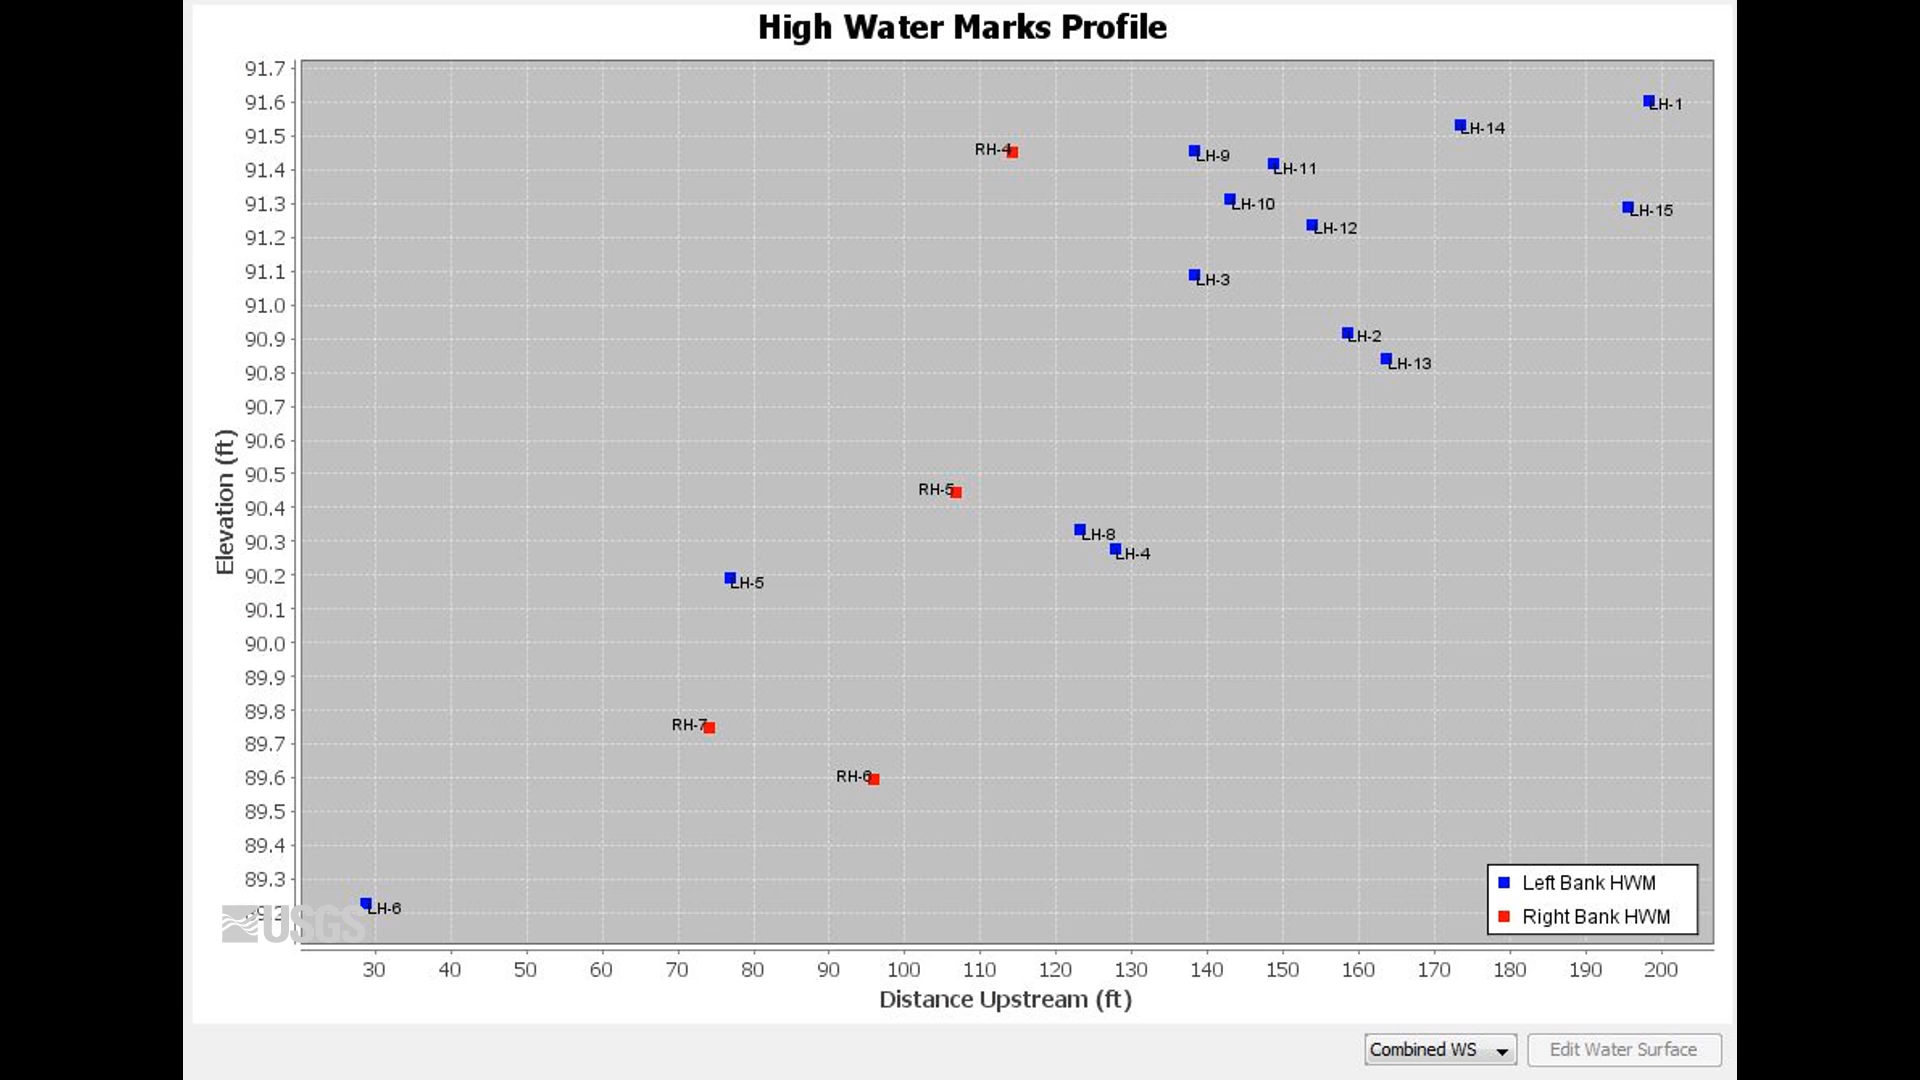 High Water Marks Profile
91.7
91.6
91.5
91.4
91.3
91.2
91.1
91.0
90.9
90.8
90.7
90.6
90.5
90.4
90.3
90.2
90.1
90.0
89.9
89.8
89.7
89.6
89.5
89.4
89.3
89.2
Elevation (ft)
LH-1
LH-14
RH-4
LH-9
LH-11
LH-10
LH-15
LH-12
LH-3
LH-2
LH-13
RH-5
LH-8
LH-4
LH-5
RH-7
RH-6
LH-6
USGS
Left Bank HWM
Right Bank HWM
30 40 50 60 70 80 90 100 110 120 130 140 150 160 170 180 190 200
Distance Upstream (ft)
Combined WS
Edit Water Surface